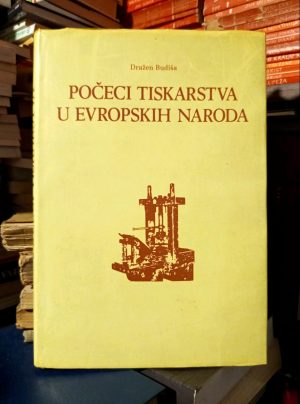 Dražen Budiša
POČECI TISKARSTVA
U EVROPSKIH NARODA